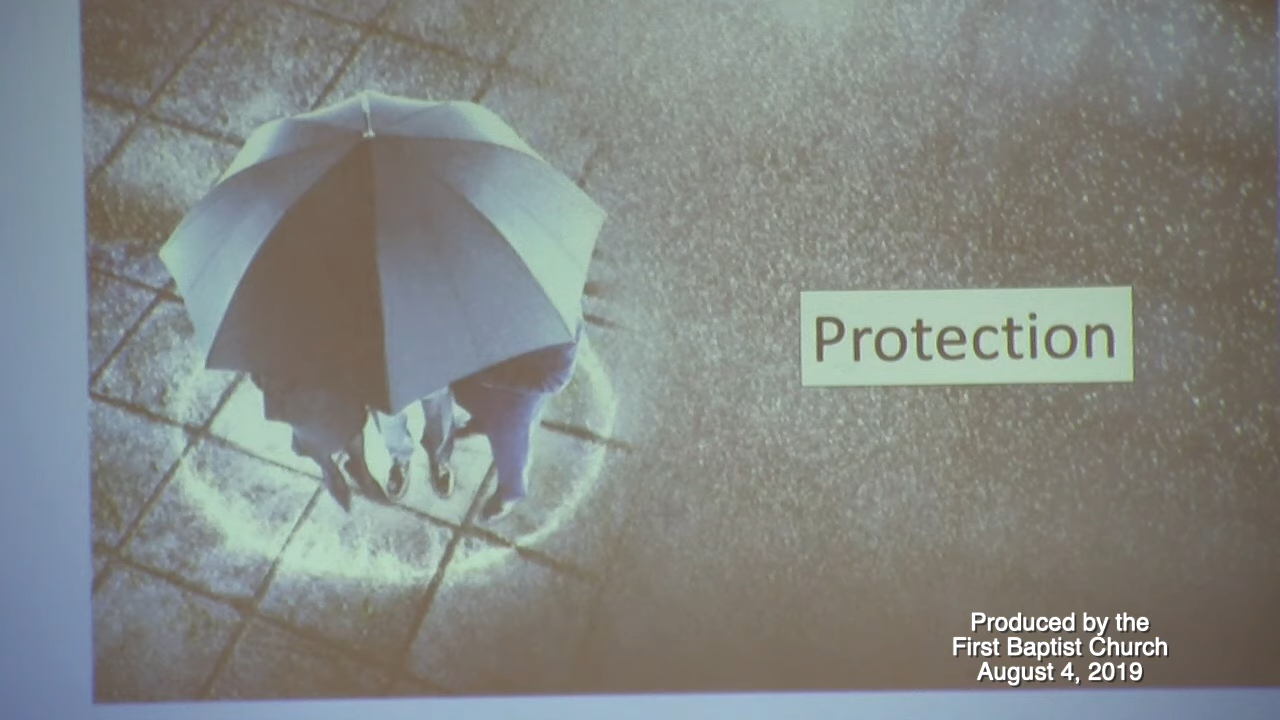 Protection
Produced by the
First Baptist Church
August 4, 2019